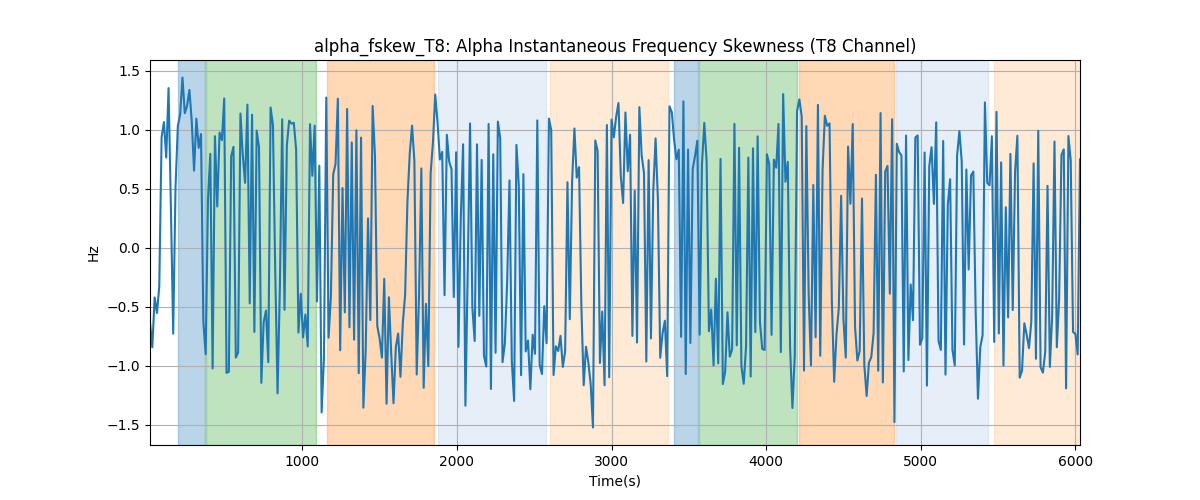 alpha_fskew_T8: Alpha Instantaneous Frequency Skewness (T8 Channel)
1.5
1.0
0.5
0.0
−0.5
−1.0
−1.5
Hz
1000 2000 3000 4000 5000 6000
Time(s)